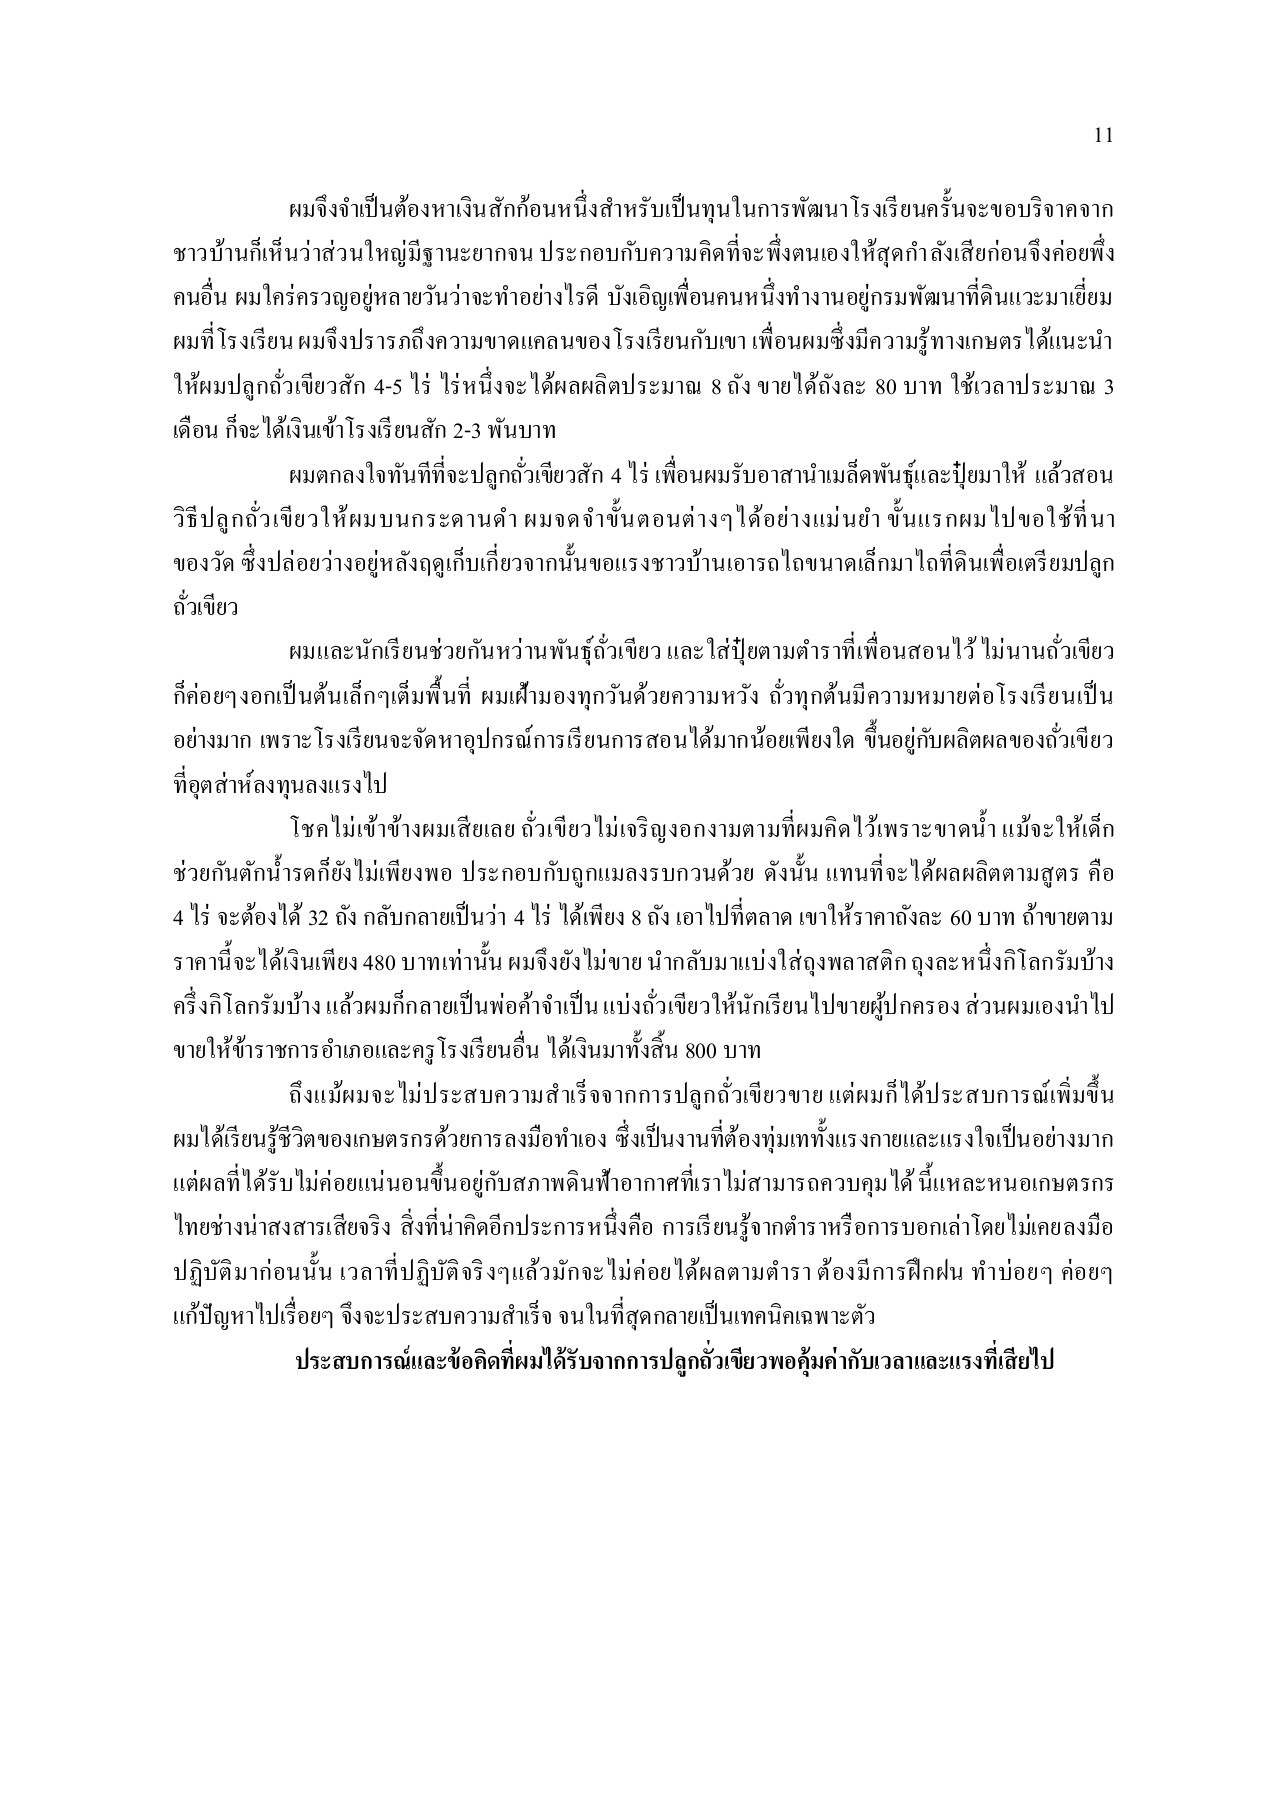 11
ผมจึงจำเป็นต้องหาเงินสักก้อนหนึ่งสำหรับเป็นทุนในการพัฒนาโรงเรียนครั้นจะขอบริจาคจาก
ชาวบ้านก็เห็นว่าส่วนใหญ่มีฐานะยากจน ประกอบกับความคิดที่จะพึ่งตนเองให้สุดกำลังเสียก่อนจึงค่อยพึ่ง
คนอื่น ผมใคร่ครวญอยู่หลายวันว่าจะทำอย่างไรดี บังเอิญเพื่อนคนหนึ่งทำงานอยู่กรมพัฒนาที่ดินแวะมาเยี่ยม
ผมที่โรงเรียน ผมจึงปรารภถึงความขาดแคลนของโรงเรียนกับเขา เพื่อนผมซึ่งมีความรู้ทางเกษตรได้แนะนำ
ให้ผมปลูกถั่วเขียวสัก 4-5 ไร่ ไร่หนึ่งจะได้ผลผลิตประมาณ 8 ถัง ขายได้ถังละ 80 บาท ใช้เวลาประมาณ 3
เดือน ก็จะได้เงินเข้าโรงเรียนสัก 2-3 พันบาท
ผมตกลงใจทันทีที่จะปลูกถั่วเขียวสัก 4 ไร่ เพื่อนผมรับอาสานำเมล็ดพันธุ์และปุ๋ยมาให้ แล้วสอน
วิธีปลูกถั่วเขียวให้ผมบนกระดานดำ ผมจดจำขั้นตอนต่างๆได้อย่างแม่นยำ ขั้นแรกผมไปขอใช้ที่นา
ของวัด ซึ่งปล่อยว่างอยู่หลังฤดูเก็บเกี่ยวจากนั้นขอแรงชาวบ้านเอารถไถขนาดเล็กมาไถที่ดินเพื่อเตรียมปลูก
ถั่วเขียว
ผมและนักเรียนช่วยกันหว่านพันธุ์ถั่วเขียว และใส่ปุ๋ยตามตำราที่เพื่อนสอนไว้ ไม่นานถั่วเขียว
ก็ค่อยๆงอกเป็นต้นเล็กๆเต็มพื้นที่ ผมเฝ้ามองทุกวันด้วยความหวัง ถั่วทุกต้นมีความหมายต่อโรงเรียนเป็น
อย่างมาก เพราะโรงเรียนจะจัดหาอุปกรณ์การเรียนการสอนได้มากน้อยเพียงใด ขึ้นอยู่กับผลิตผลของถั่วเขียว
ที่อุตส่าห์ลงทุนลงแรงไป
โชคไม่เข้าข้างผมเสียเลย ถั่วเขียวไม่เจริญงอกงามตามที่ผมคิดไว้เพราะขาดน้ำ แม้จะให้เด็ก
ช่วยกันตักน้ำรดก็ยังไม่เพียงพอ ประกอบกับถูกแมลงรบกวนด้วย ดังนั้น แทนที่จะได้ผลผลิตตามสูตร คือ
4 ไร่ จะต้องได้ 32 ถัง กลับกลายเป็นว่า 4 ไร่ ได้เพียง 8 ถัง เอาไปที่ตลาด เขาให้ราคาถังละ 60 บาท ถ้าขายตาม
ราคานี้จะได้เงินเพียง 480 บาทเท่านั้น ผมจึงยังไม่ขาย นำกลับมาแบ่งใส่ถุงพลาสติก ถุงละหนึ่งกิโลกรัมบ้าง
ครึ่งกิโลกรัมบ้าง แล้วผมก็กลายเป็นพ่อค้าจำเป็น แบ่งถั่วเขียวให้นักเรียนไปขายผู้ปกครอง ส่วนผมเองนำไป
ขายให้ข้าราชการอำเภอและครูโรงเรียนอื่น ได้เงินมาทั้งสิ้น 800 บาท
ถึงแม้ผมจะไม่ประสบความสำเร็จจากการปลูกถั่วเขียวขาย แต่ผมก็ได้ประสบการณ์เพิ่มขึ้น
ผมได้เรียนรู้ชีวิตของเกษตรกรด้วยการลงมือทำเอง ซึ่งเป็นงานที่ต้องทุ่มเททั้งแรงกายและแรงใจเป็นอย่างมาก
แต่ผลที่ได้รับไม่ค่อยแน่นอนขึ้นอยู่กับสภาพดินฟ้าอากาศที่เราไม่สามารถควบคุมได้ นี้แหละหนอเกษตรกร
ไทยช่างน่าสงสารเสียจริง สิ่งที่น่าคิดอีกประการหนึ่งคือ การเรียนรู้จากตำราหรือการบอกเล่าโดยไม่เคยลงมือ
ปฏิบัติมาก่อนนั้น เวลาที่ปฏิบัติจริงๆแล้วมักจะไม่ค่อยได้ผลตามตำรา ต้องมีการฝึกฝน ทำบ่อยๆ ค่อยๆ
แก้ปัญหาไปเรื่อยๆ จึงจะประสบความสำเร็จ จนในที่สุดกลายเป็นเทคนิคเฉพาะตัว
ประสบการณ์และข้อคิดที่ผมได้รับจากการปลูกถั่วเขียวพอคุ้มค่ากับเวลาและแรงที่เสียไป